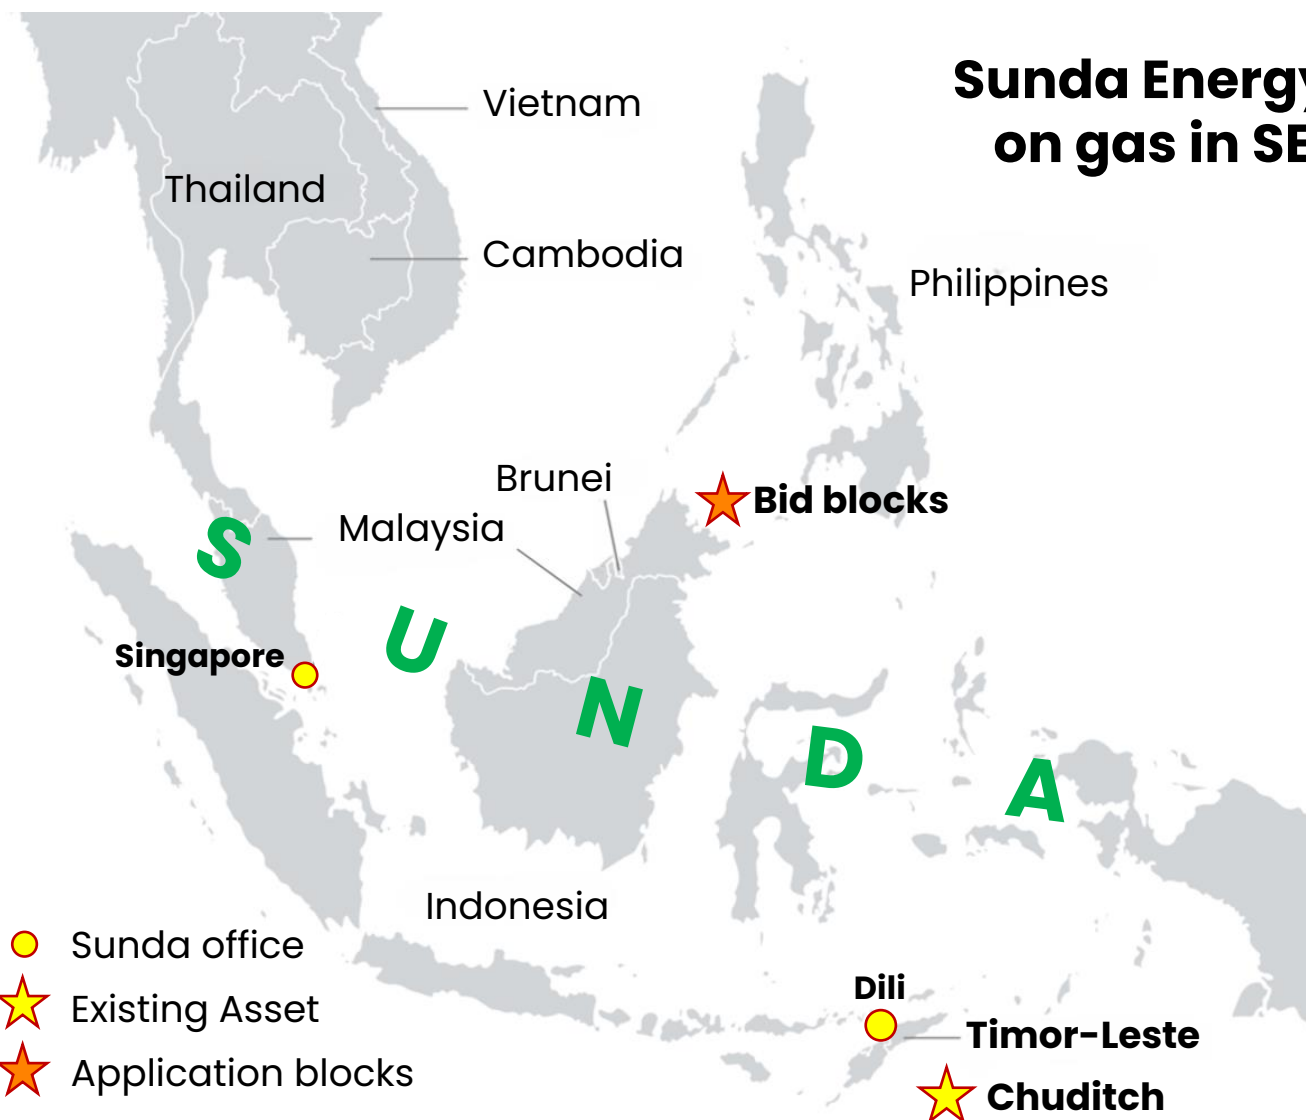 Sunda Energy
on gas in SE
Vietnam
Thailand
Cambodia
Philippines
Brunei
Bid blocks
Malaysia
S
U
N
D
A
Singapore
Indonesia
Sunda office
Existing Asset
Application blocks
Dili
Timor-Leste
Chuditch